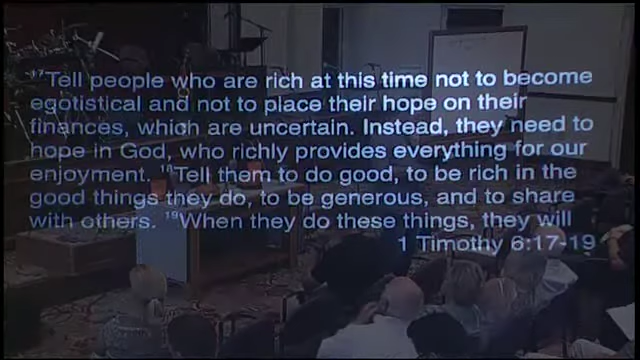 ¹⁷Tell people who are rich at this time not to become
egotistical and not to place their hope on their
finances, which are uncertain. Instead, they need to
hope in God, who richly provides everything for our
enjoyment. ¹⁸Tell them to do good, to be rich in the
good things they do, to be generous, and to share
with others. ¹⁹When they do these things, they will
1 Timothy 6:17-19